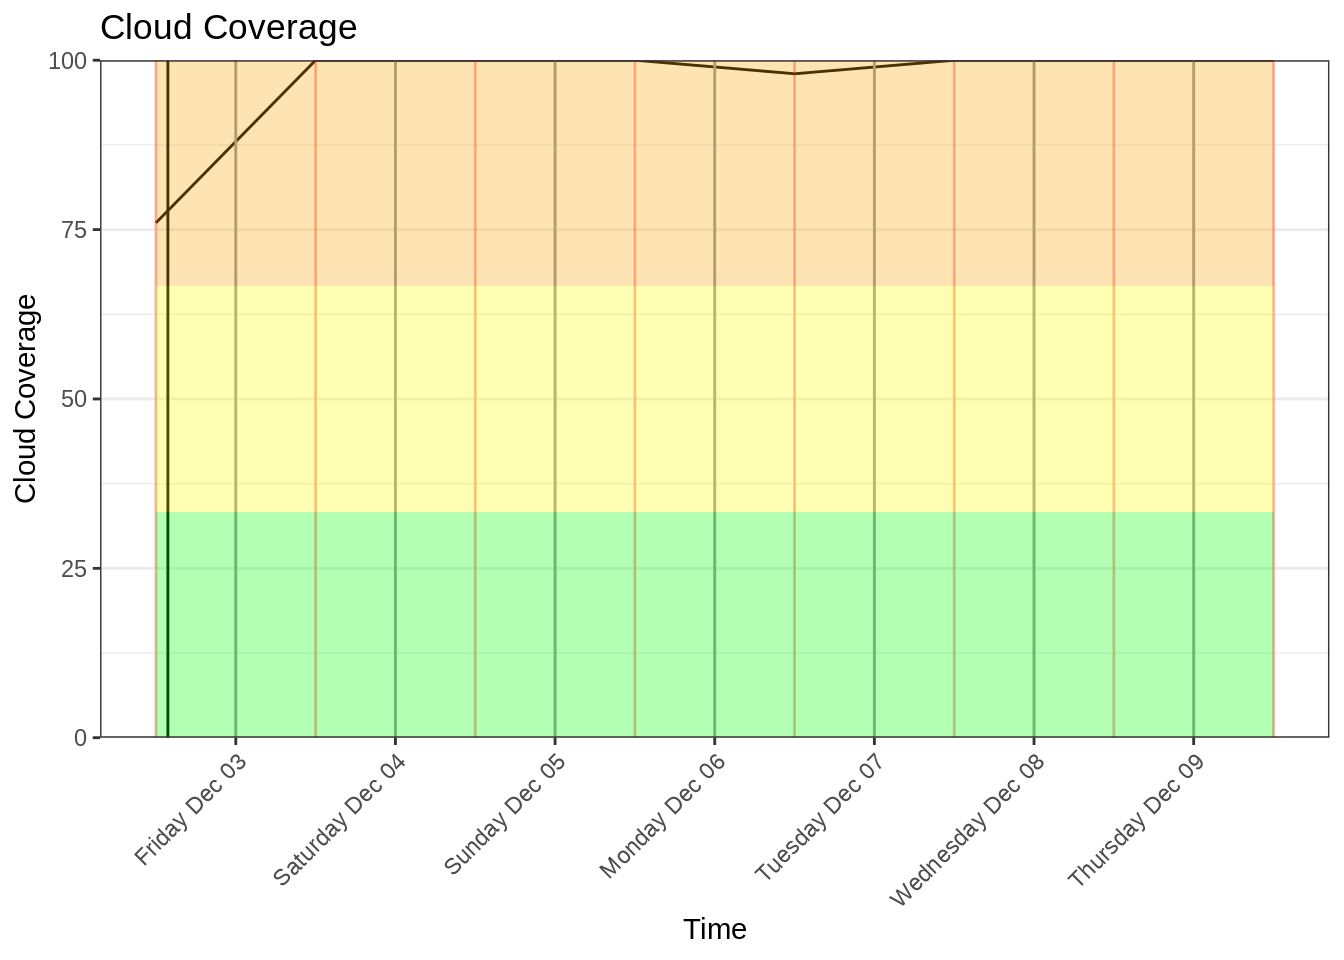 Cloud Coverage
100
75
50
25
0
Cloud Coverage
Friday Dec 03
Saturday Dec 04
Sunday Dec 05
Monday Dec 06
Tuesday Dec 07
Wednesday Dec 08
Thursday Dec 09
Time